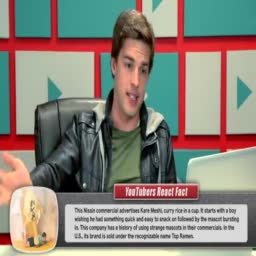 YouTubers React Fact
This Nissin commercial advertises Kare Meshi, curry rice in a cup. It starts with a boy
wishing he had something quick and easy to snack on followed by the mascot bursting
in. This company has a history of using strange mascots in their commercials. In the
U.S., its brand is sold under the recognizable name Top Ramen.